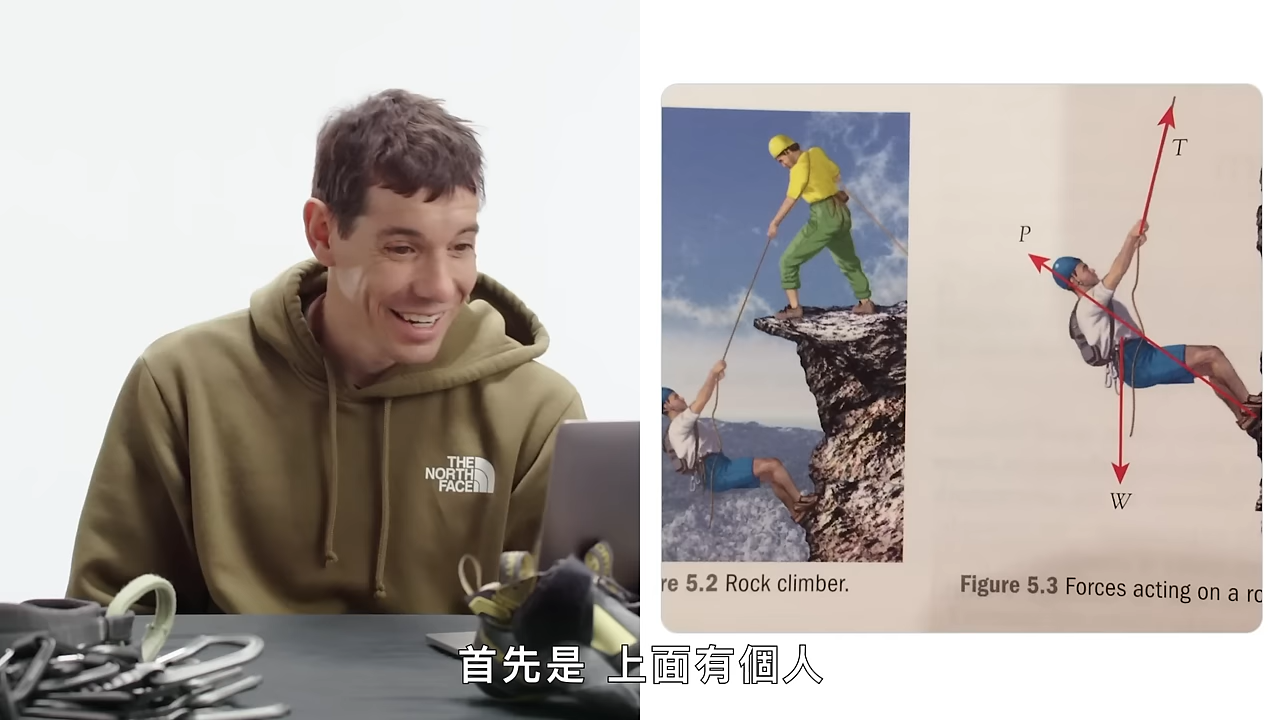 THE
NORTH
FACE
T
P
W
re 5.2 Rock climber.
Figure 5.3 Forces acting on a ro
首先是 上面有個人